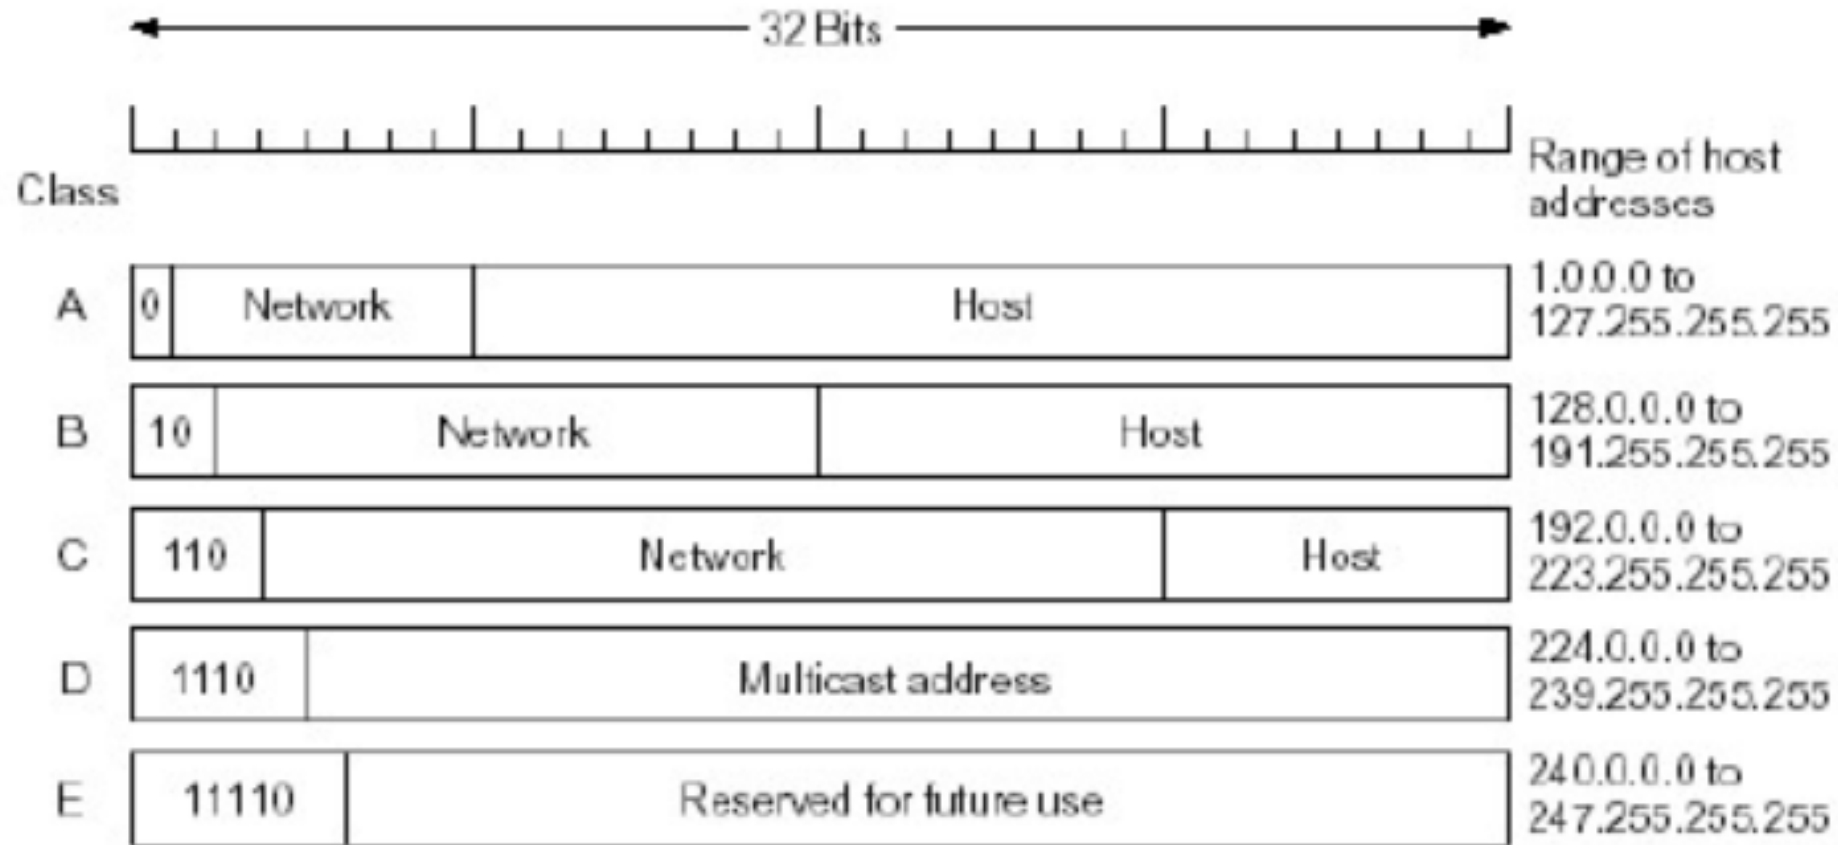 32 Bits
Class
Range of host
addresses
A
0
Network
Host
1.0.0.0 to
127.255.255.255
B
10
Network
Host
128.0.0.0 to
191.255.255.255
C
110
Network
Host
192.0.0.0 to
223.255.255.255
D
1110
Multicast address
224.0.0.0 to
239.255.255.255
E
11110
Reserved for future use
240.0.0.0 to
247.255.255.255